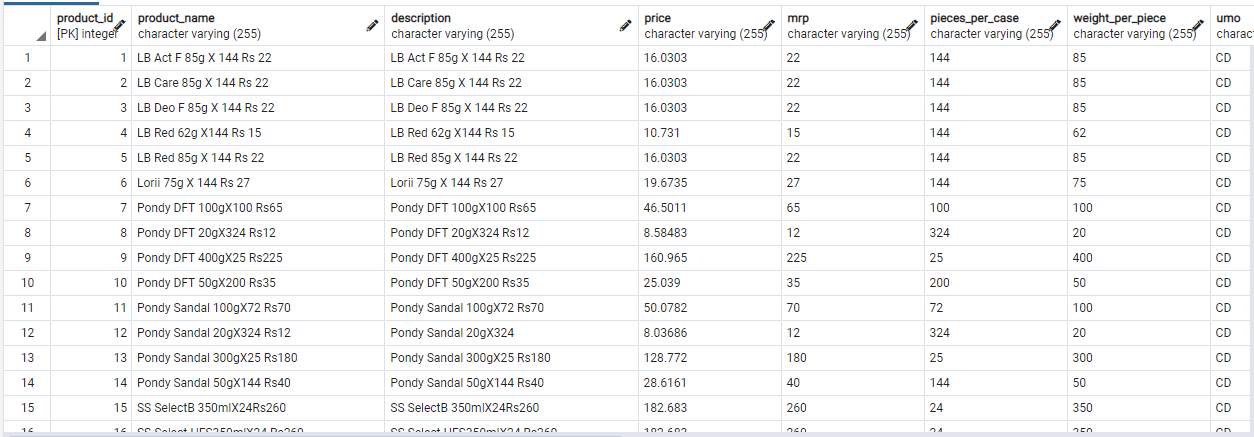 product_id product_name description price mrp pieces_per_case weight_per_piece umo
[PK] integer character varying (255) character varying (255) character varying (255) character varying (255) character varying (255) character varying (255) charact
1 1 LB Act F 85g X 144 Rs 22 LB Act F 85g X 144 Rs 22 16.0303 22 144 85 CD
2 2 LB Care 85g X 144 Rs 22 LB Care 85g X 144 Rs 22 16.0303 22 144 85 CD
3 3 LB Deo F 85g X 144 Rs 22 LB Deo F 85g X 144 Rs 22 16.0303 22 144 85 CD
4 4 LB Red 62g X144 Rs 15 LB Red 62g X144 Rs 15 10.731 15 144 62 CD
5 5 LB Red 85g X 144 Rs 22 LB Red 85g X 144 Rs 22 16.0303 22 144 85 CD
6 6 Lorii 75g X 144 Rs 27 Lorii 75g X 144 Rs 27 19.6735 27 144 75 CD
7 7 Pondy DFT 100gX100 Rs65 Pondy DFT 100gX100 Rs65 46.5011 65 100 100 CD
8 8 Pondy DFT 20gX324 Rs12 Pondy DFT 20gX324 Rs12 8.58483 12 324 20 CD
9 9 Pondy DFT 400gX25 Rs225 Pondy DFT 400gX25 Rs225 160.965 225 25 400 CD
10 10 Pondy DFT 50gX200 Rs35 Pondy DFT 50gX200 Rs35 25.039 35 200 50 CD
11 11 Pondy Sandal 100gX72 Rs70 Pondy Sandal 100gX72 Rs70 50.0782 70 72 100 CD
12 12 Pondy Sandal 20gX324 Rs12 Pondy Sandal 20gX324 8.03686 12 324 20 CD
13 13 Pondy Sandal 300gX25 Rs180 Pondy Sandal 300gX25 Rs180 128.772 180 25 300 CD
14 14 Pondy Sandal 50gX144 Rs40 Pondy Sandal 50gX144 Rs40 28.6161 40 144 50 CD
15 15 SS SelectB 350mlX24Rs260 SS SelectB 350mlX24Rs260 182.683 260 24 350 CD
16 16 SS Select 182.683 260 24 350 CD